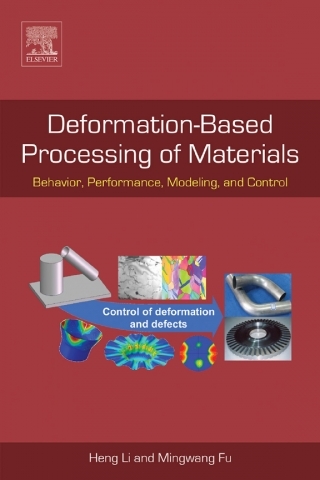 ELSEVIER
Deformation-Based
Processing of Materials
Behavior, Performance, Modeling, and Control
Control of deformation
and defects
Heng Li and Mingwang Fu